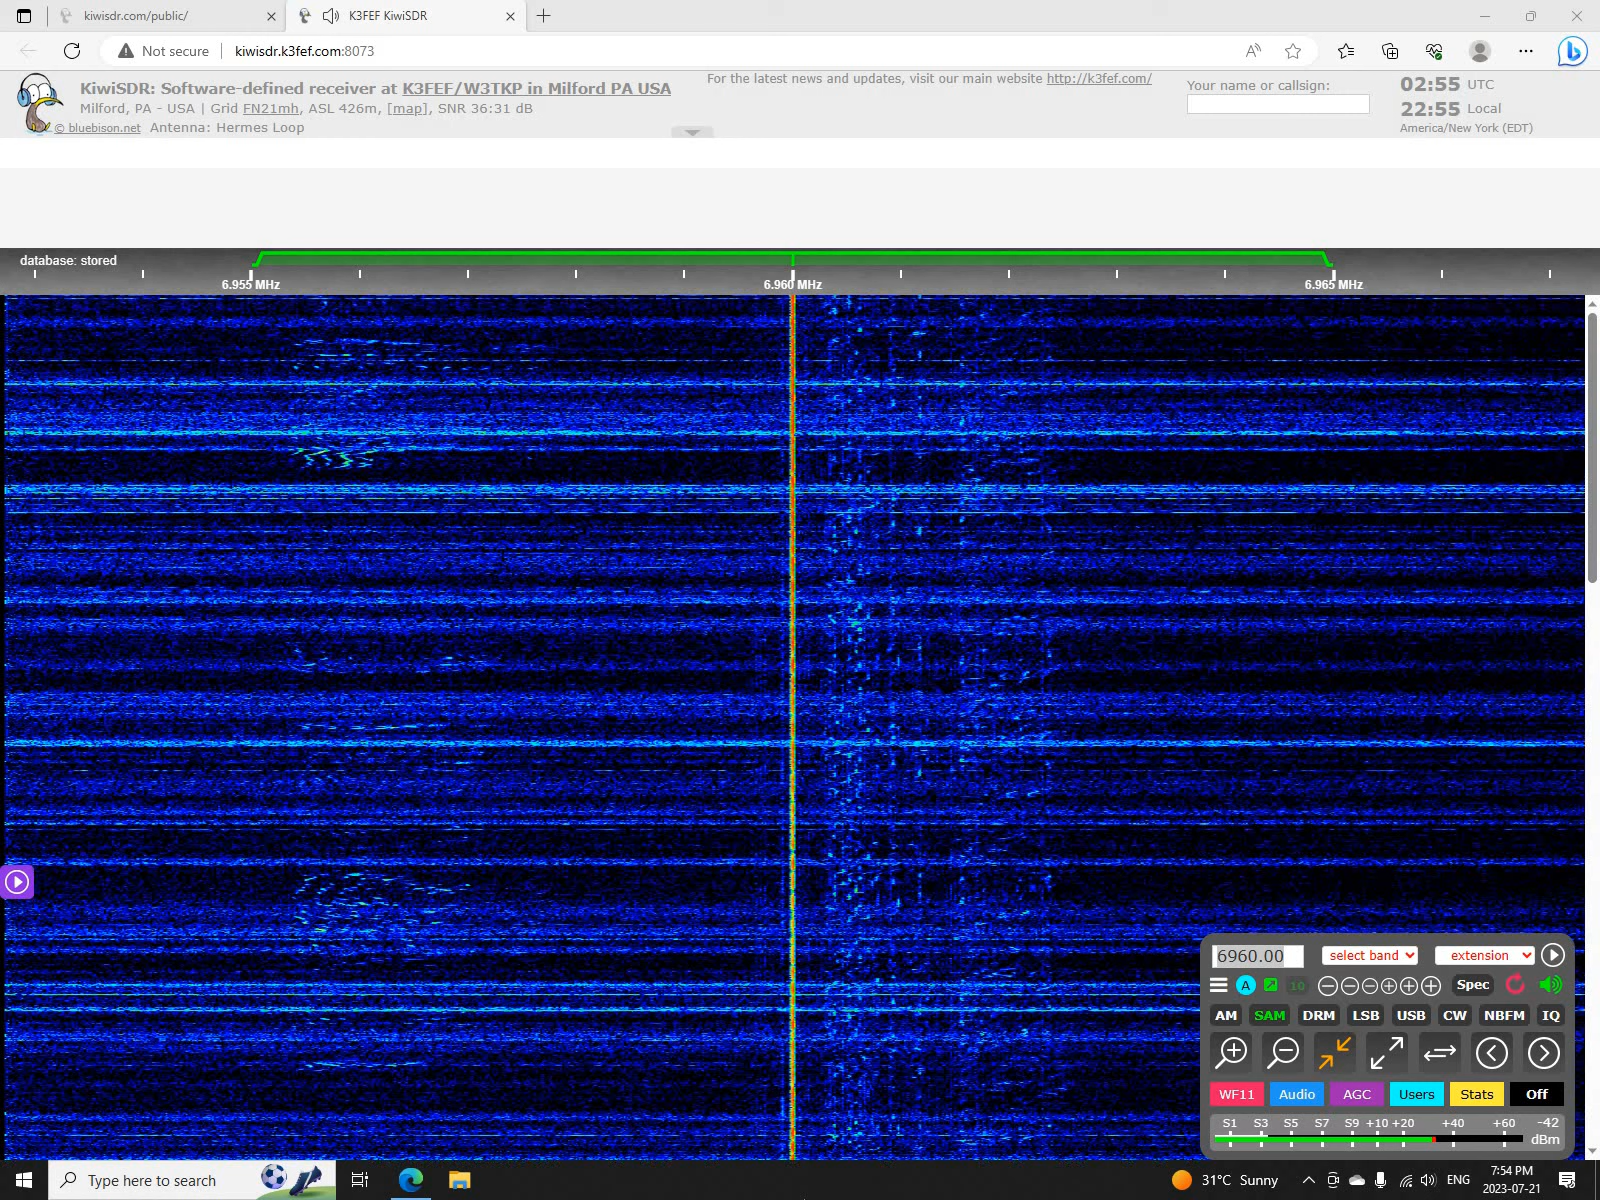 kiwisdr.com/public/
K3FEF KiwiSDR
Not secure
kiwisdr.k3fef.com:8073
KiwiSDR: Software-defined receiver at K3FEF/W3TKP in Milford PA USA
Milford, PA - USA | Grid FN21mh, ASL 426m, [map], SNR 36:31 dB
© bluebison.net Antenna: Hermes Loop
For the latest news and updates, visit our main website http://k3fef.com/
Your name or callsign:
02:55 UTC
22:55 Local
America/New York (EDT)
database: stored
6.955 MHz 6.960 MHz 6.965 MHz
6960.00 select band extension
A 10 Spec
AM SAM DRM LSB USB CW NBFM IQ
WF11 Audio AGC Users Stats Off
S1 S3 S5 S7 S9 +10 +20 +40 +60 -42
dBm
Type here to search
31°C Sunny
ENG
7:54 PM
2023-07-21